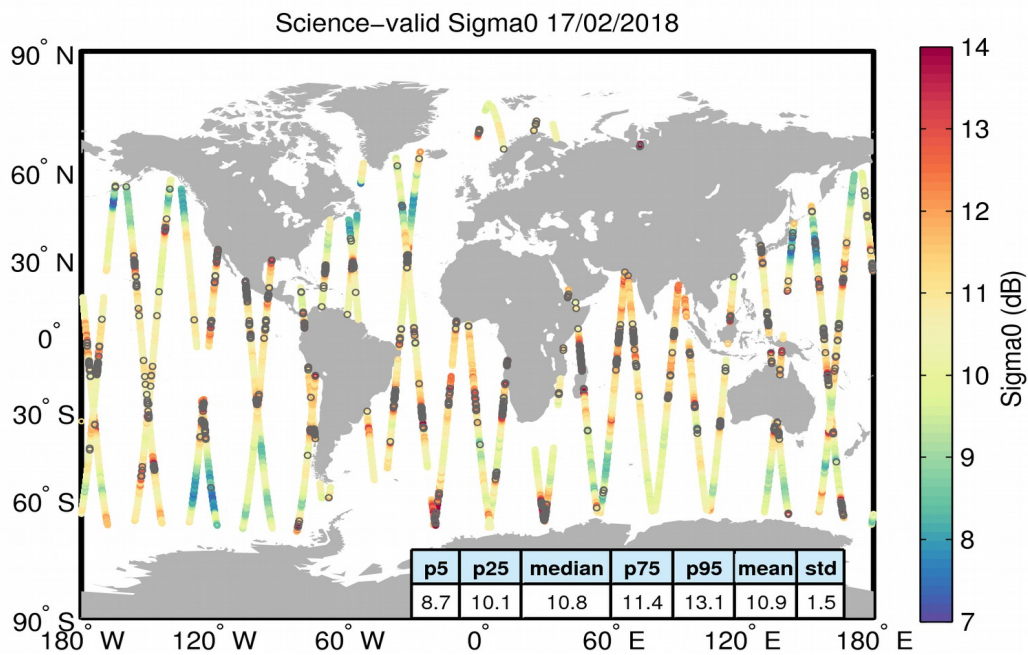 Science−valid Sigma0 17/02/2018
90° N
60° N
30° N
0°
30° S
60° S
90° S
180° W
120° W
60° W
0°
60° E
120° E
180° E
p5 p25 median p75 p95 mean std
8.7 10.1 10.8 11.4 13.1 10.9 1.5
14
13
12
11
10
9
8
7
Sigma0 (dB)